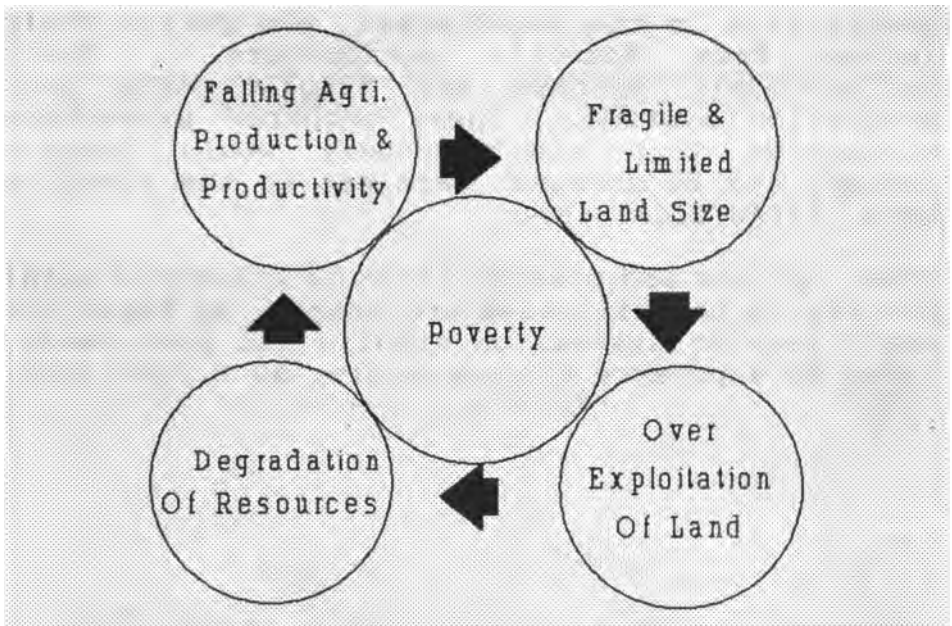 Falling Agri.
Production &
Productivity
Fragile &
Limited
Land Size
Poverty
Over
Exploitation
Of Land
Degradation
Of Resources